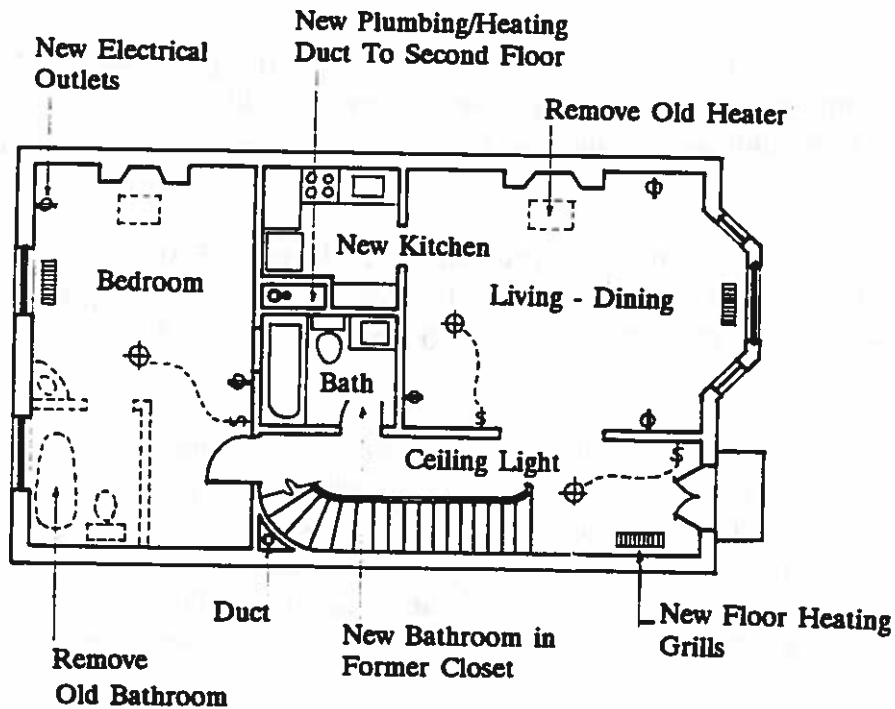 New Plumbing/Heating
Duct To Second Floor
New Electrical
Outlets
Remove Old Heater
New Kitchen
Bedroom
Living - Dining
Bath
$
$
$
Ceiling Light
Duct
New Bathroom in
Former Closet
New Floor Heating
Grills
Remove
Old Bathroom